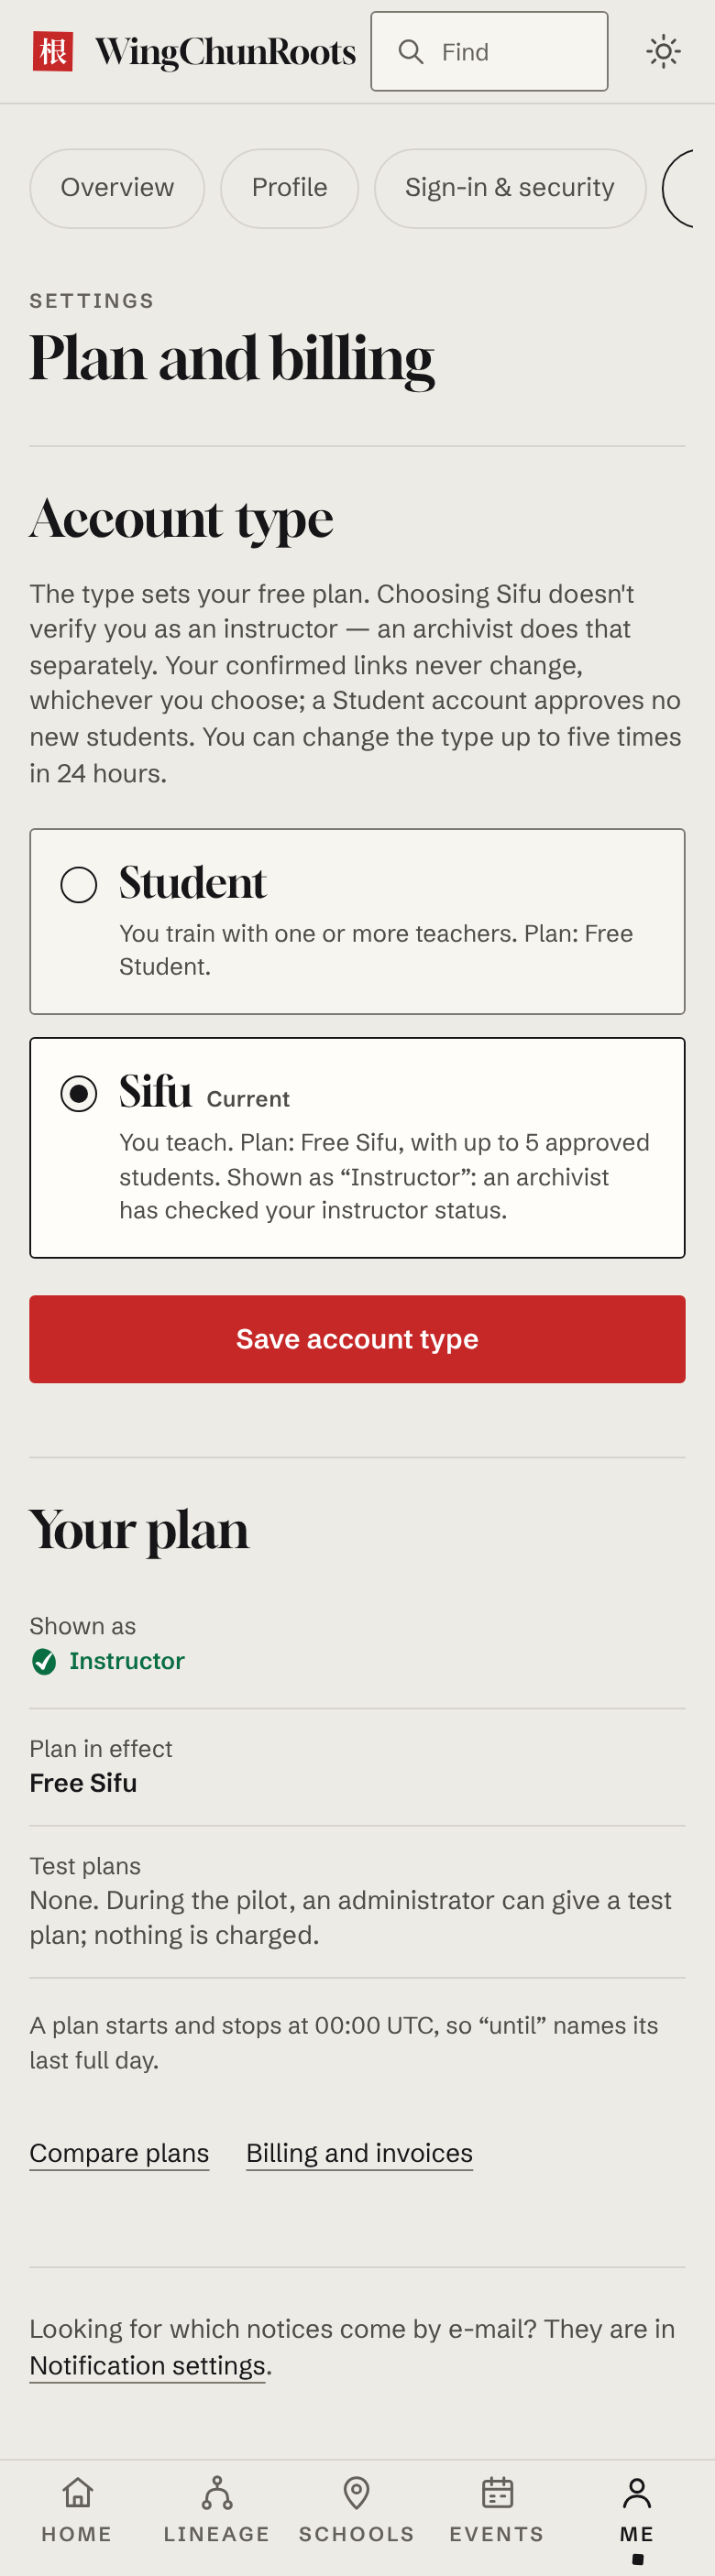 根 WingChunRoots Find
Overview Profile Sign-in & security
SETTINGS
Plan and billing
Account type
The type sets your free plan. Choosing Sifu doesn't
verify you as an instructor — an archivist does that
separately. Your confirmed links never change,
whichever you choose; a Student account approves no
new students. You can change the type up to five times
in 24 hours.
Student
You train with one or more teachers. Plan: Free
Student.
Sifu Current
You teach. Plan: Free Sifu, with up to 5 approved
students. Shown as “Instructor”: an archivist
has checked your instructor status.
Save account type
Your plan
Shown as
Instructor
Plan in effect
Free Sifu
Test plans
None. During the pilot, an administrator can give a test
plan; nothing is charged.
A plan starts and stops at 00:00 UTC, so “until” names its
last full day.
Compare plans Billing and invoices
Looking for which notices come by e-mail? They are in
Notification settings.
HOME LINEAGE SCHOOLS EVENTS ME